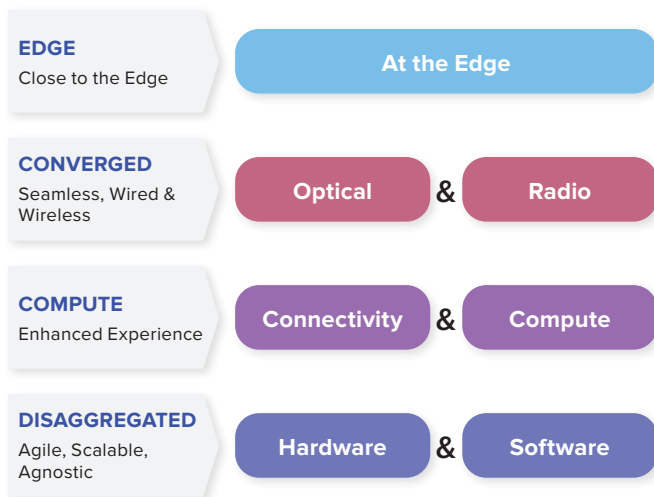 EDGE
Close to the Edge
At the Edge
CONVERGED
Seamless, Wired &
Wireless
Optical & Radio
COMPUTE
Enhanced Experience
Connectivity & Compute
DISAGGREGATED
Agile, Scalable,
Agnostic
Hardware & Software